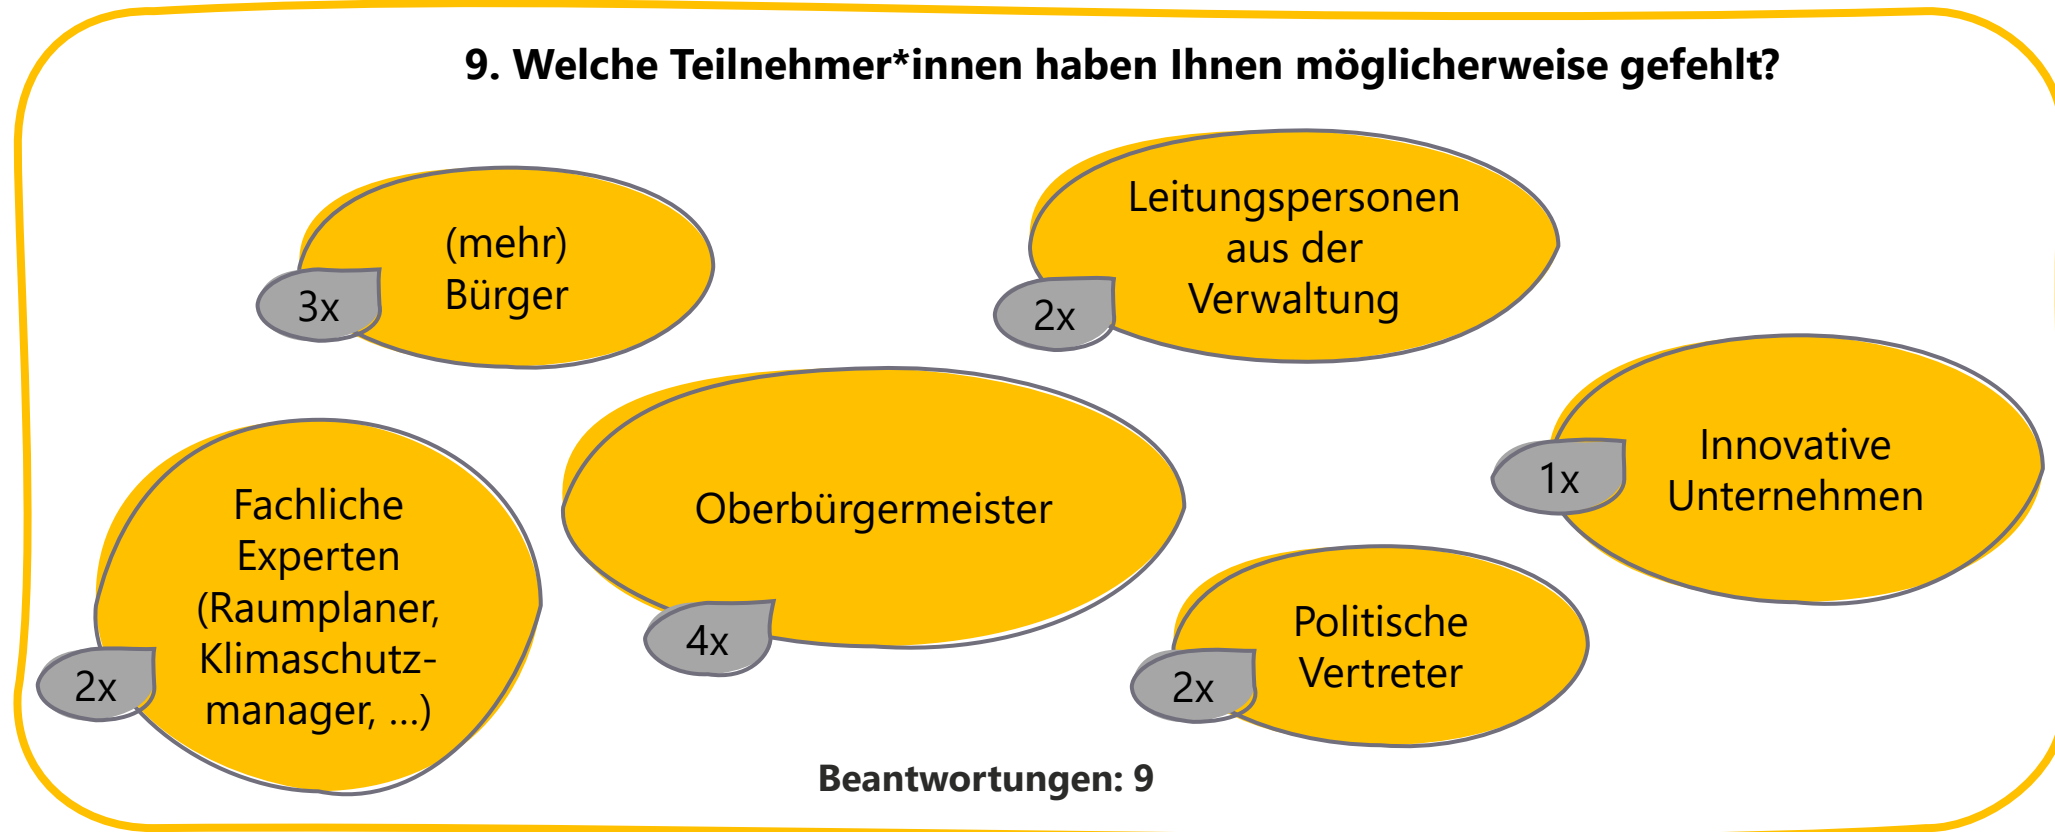 9. Welche Teilnehmer*innen haben Ihnen möglicherweise gefehlt?
(mehr)
Bürger
3x
Leitungspersonen
aus der
Verwaltung
2x
Innovative
Unternehmen
1x
Fachliche
Experten
(Raumplaner,
Klimaschutz-
manager, ...)
2x
Oberbürgermeister
4x
Politische
Vertreter
2x
Beantwortungen: 9